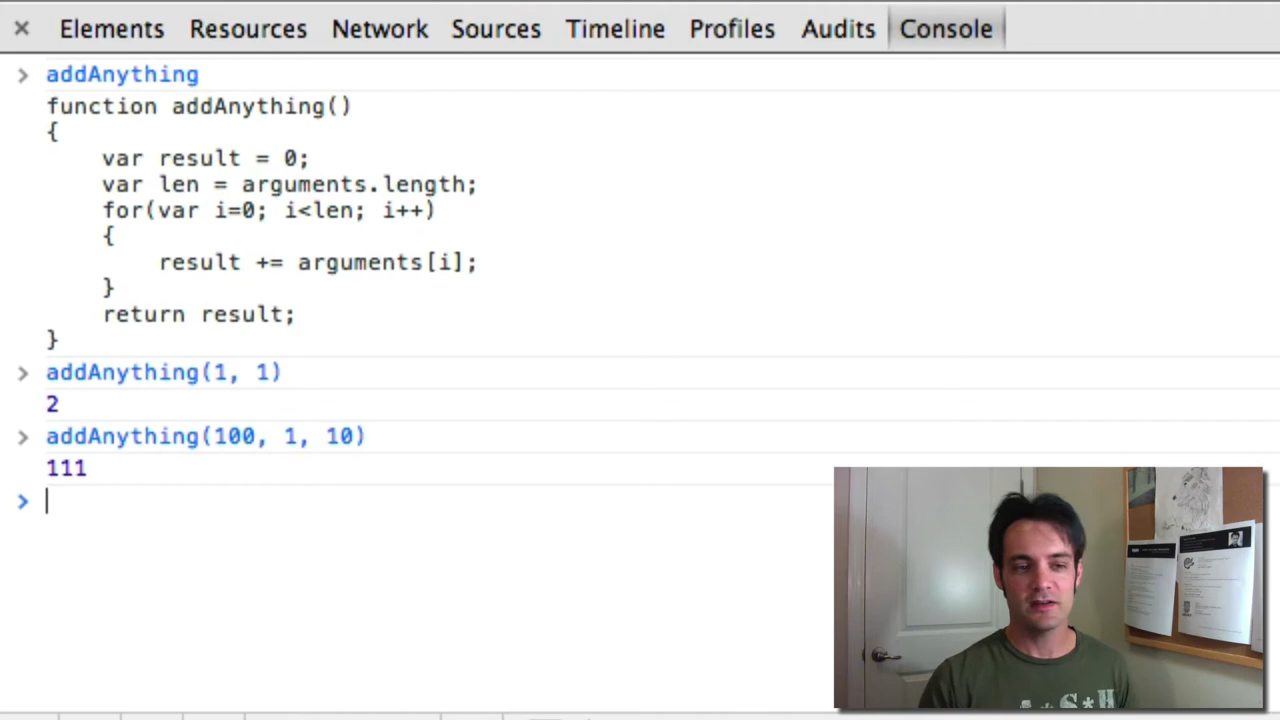 × Elements Resources Network Sources Timeline Profiles Audits Console
> addAnything
function addAnything()
{
    var result = 0;
    var len = arguments.length;
    for(var i=0; i<len; i++)
    {
        result += arguments[i];
    }
    return result;
}
> addAnything(1, 1)
2
> addAnything(100, 1, 10)
111
>